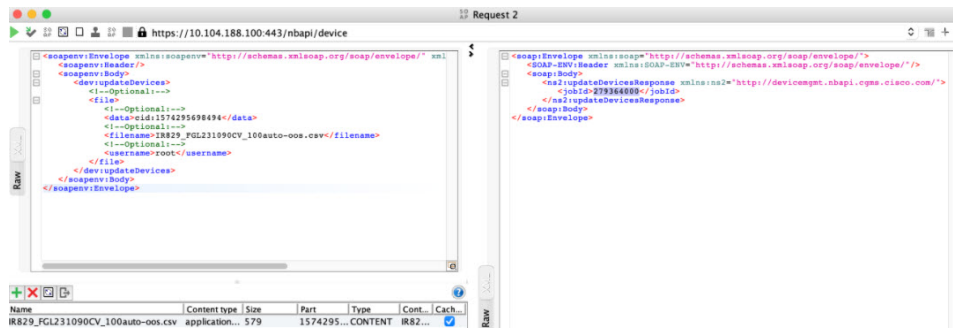 Request 2
https://10.104.188.100:443/nbapi/device
<soapenv:Envelope xmlns:soapenv="http://schemas.xmlsoap.org/soap/envelope/" xml
<soapenv:Header/>
<soapenv:Body>
<dev:updateDevices>
<!--Optional:-->
<file>
<!--Optional:-->
<data>cid:1574295698494</data>
<!--Optional:-->
<filename>IR829_FGL231090CV_100auto-oos.csv</filename>
<!--Optional:-->
<username>root</username>
</file>
</dev:updateDevices>
</soapenv:Body>
</soapenv:Envelope>
Raw
Name Content type Size Part Type Cont... Cach...
IR829_FGL231090CV_100auto-oos.csv application... 579 1574295... CONTENT IR82...
<soap:Envelope xmlns:soap="http://schemas.xmlsoap.org/soap/envelope/">
<SOAP-ENV:Header xmlns:SOAP-ENV="http://schemas.xmlsoap.org/soap/envelope/"/>
<soap:Body>
<ns2:updateDevicesResponse xmlns:ns2="http://devicemgmt.nbapi.cgms.cisco.com/">
<jobId>279364000</jobId>
</ns2:updateDevicesResponse>
</soap:Body>
</soap:Envelope>
Raw